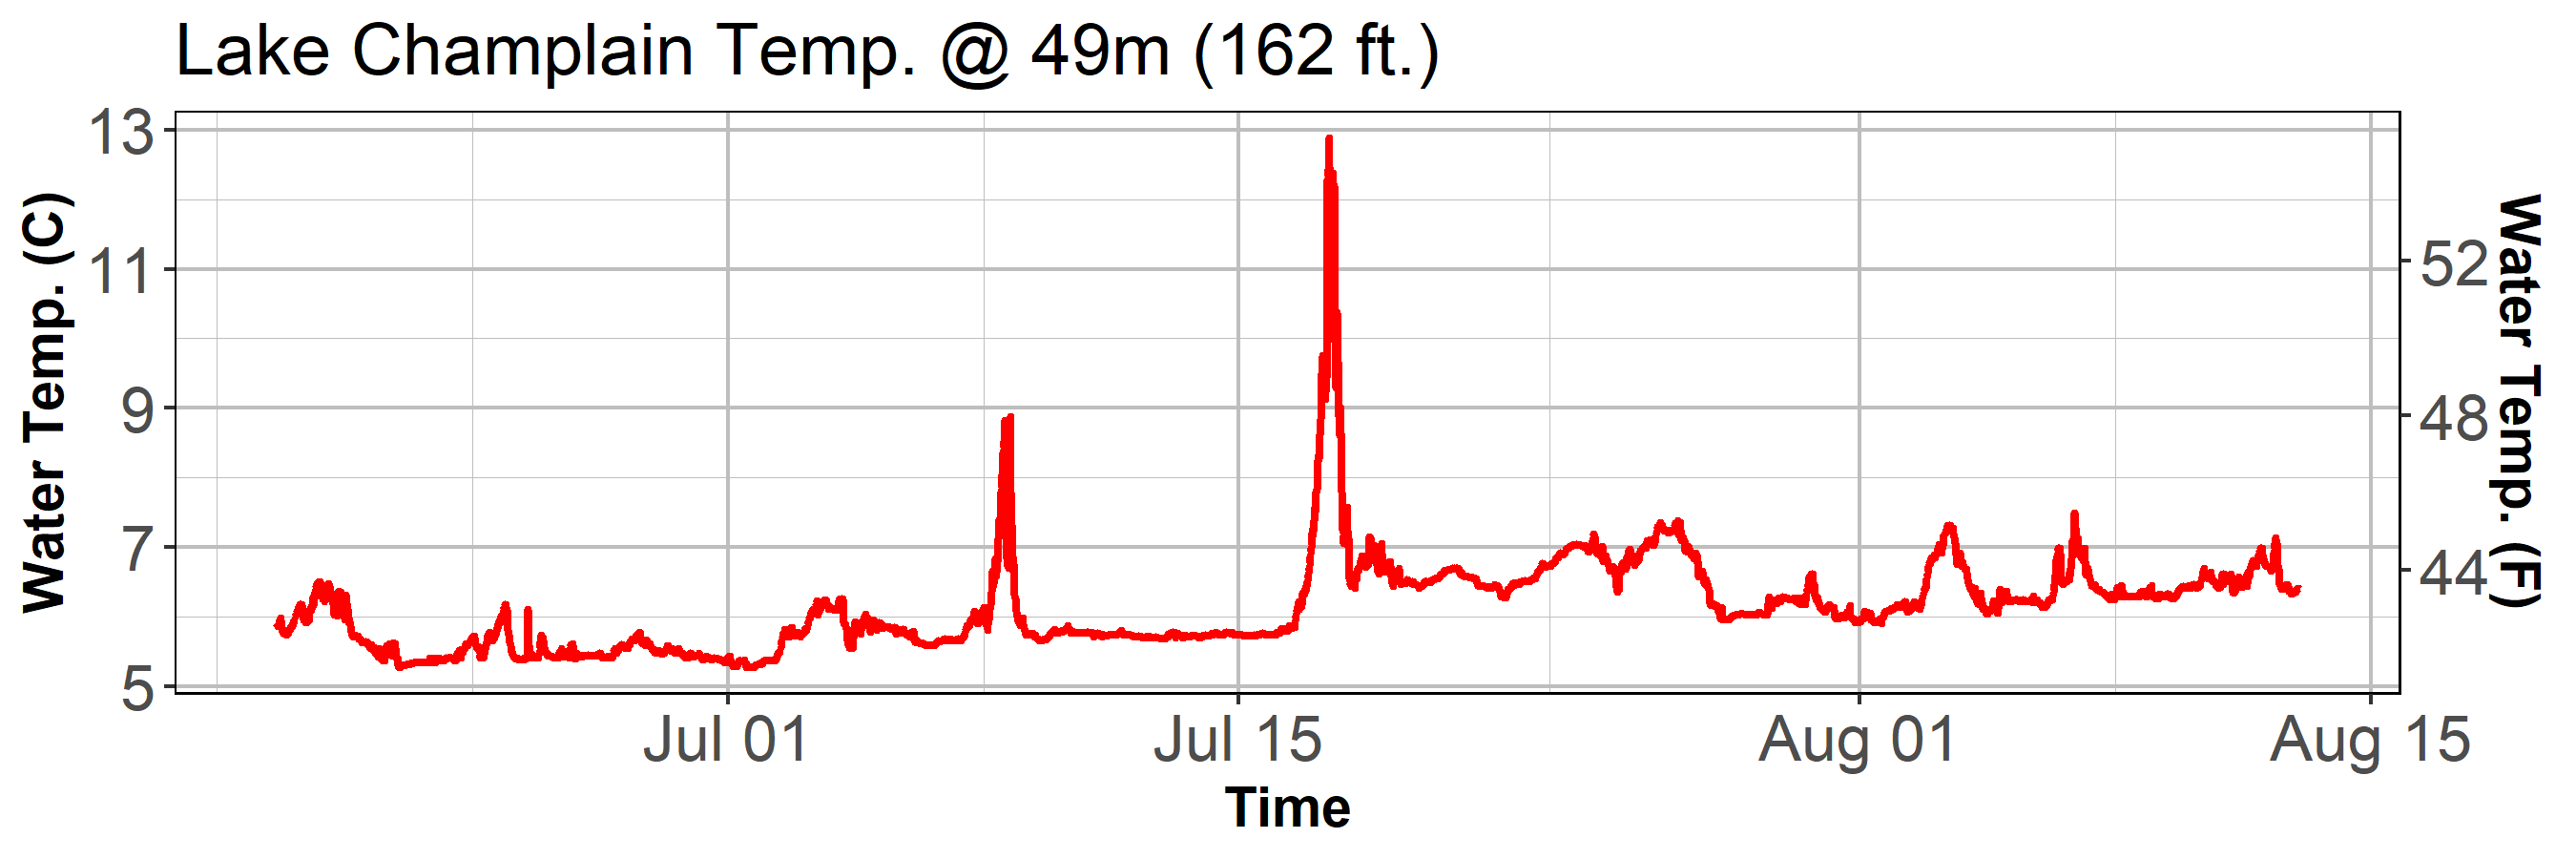 Lake Champlain Temp. @ 49m (162 ft.)
Water Temp. (C)
13
11
9
7
5
52
48
44
Water Temp. (F)
Jul 01
Jul 15
Aug 01
Aug 15
Time